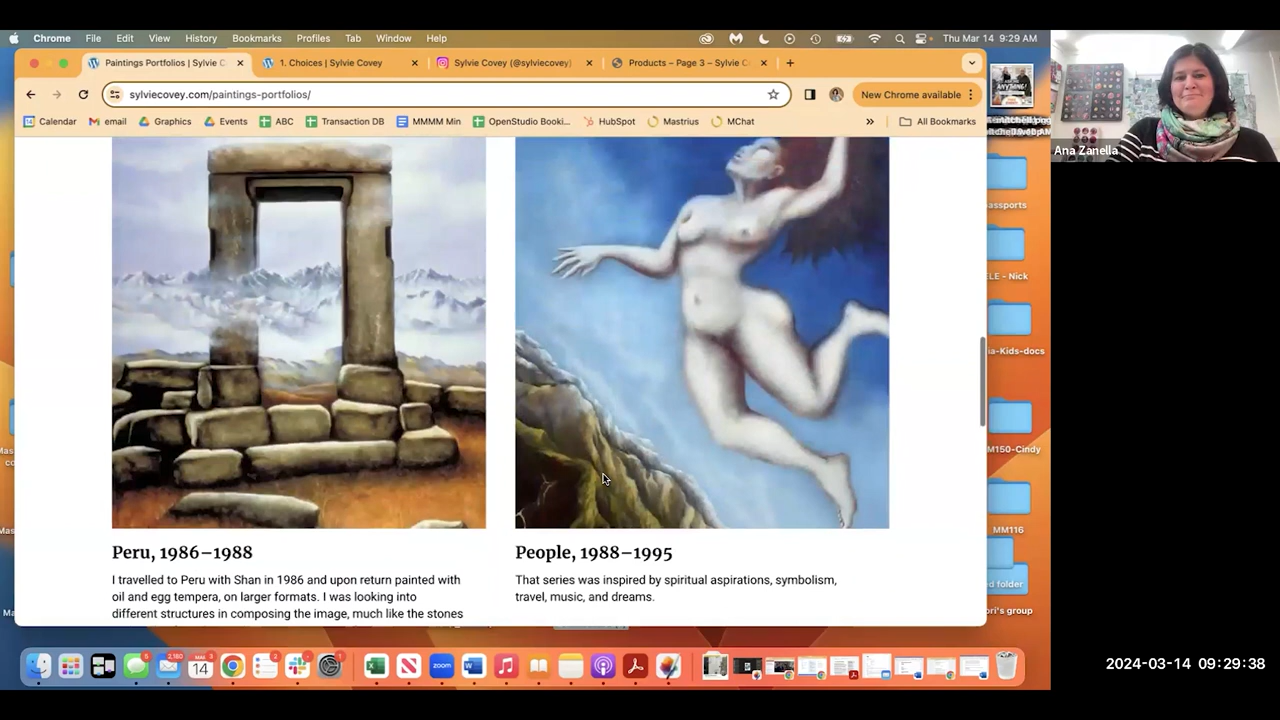 Chrome File Edit View History Bookmarks Profiles Tab Window Help
Thu Mar 14 9:29 AM
Paintings Portfolios | Sylvie C
1. Choices | Sylvie Covey
Sylvie Covey (@sylviecovey)
Products – Page 3 – Sylvie C
sylviecovey.com/paintings-portfolios/
New Chrome available
Calendar email Graphics Events ABC Transaction DB MMMM Min OpenStudio Booki... HubSpot Mastrius MChat
All Bookmarks
Ana Zanella
assports
ELE - Nick
ia-Kids-docs
M150-Cindy
MM116
ed folder
ori's group
Peru, 1986–1988
I travelled to Peru with Shan in 1986 and upon return painted with
oil and egg tempera, on larger formats. I was looking into
different structures in composing the image, much like the stones
People, 1988–1995
That series was inspired by spiritual aspirations, symbolism,
travel, music, and dreams.
MAR
14
zoom
2024-03-14 09:29:38